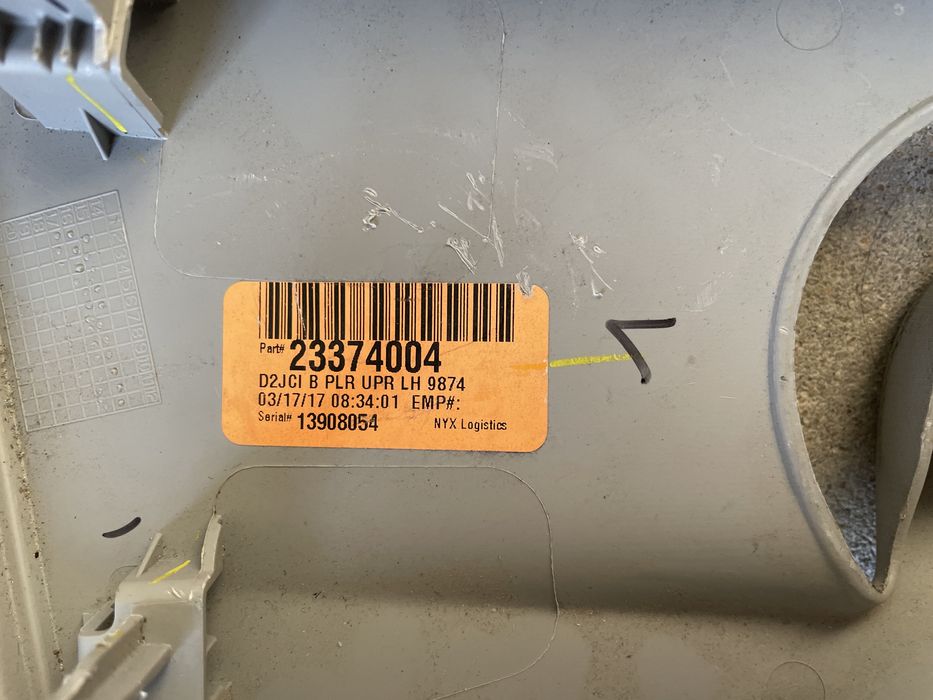 Part# 23374004
D2JCI B PLR UPR LH 9874
03/17/17 08:34:01 EMP#:
Serial# 13908054 NYX Logistics